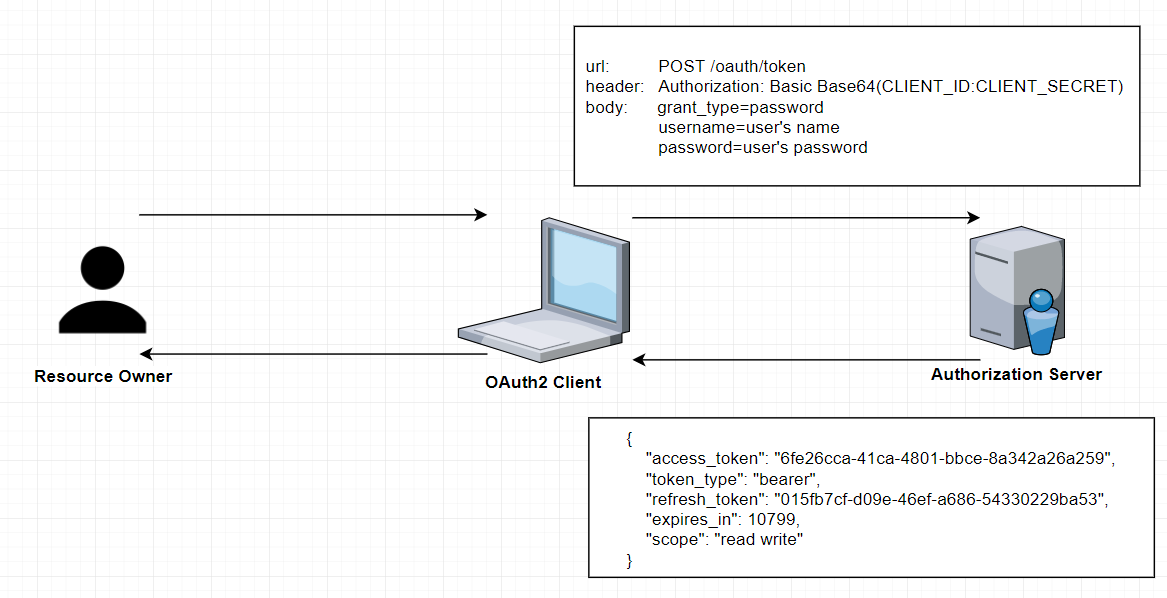 url: POST /oauth/token
header: Authorization: Basic Base64(CLIENT_ID:CLIENT_SECRET)
body: grant_type=password
username=user's name
password=user's password
Resource Owner
OAuth2 Client
Authorization Server
{
"access_token": "6fe26cca-41ca-4801-bbce-8a342a26a259",
"token_type": "bearer",
"refresh_token": "015fb7cf-d09e-46ef-a686-54330229ba53",
"expires_in": 10799,
"scope": "read write"
}